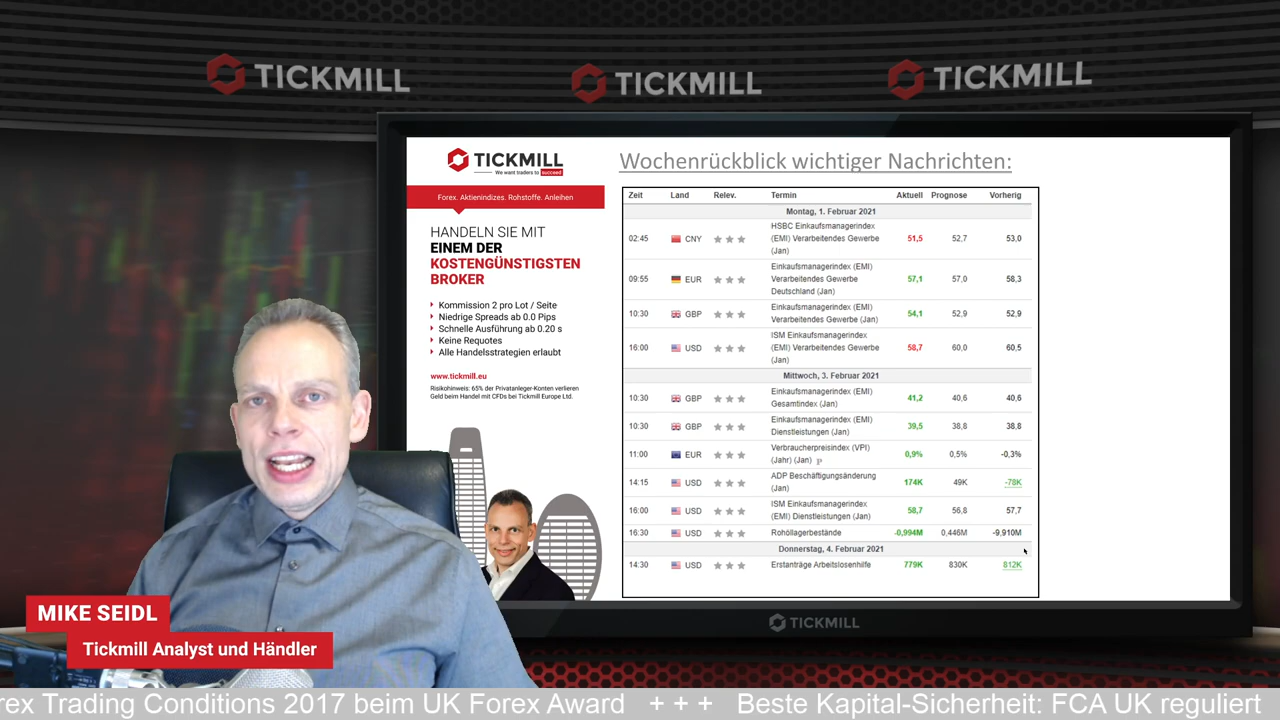 TICKMILL
TICKMILL
TICKMILL
TICKMILL
We want traders to succeed
Forex. Aktienindizes. Rohstoffe. Anleihen
HANDELN SIE MIT
EINEM DER
KOSTENGÜNSTIGSTEN
BROKER
Kommission 2 pro Lot / Seite
Niedrige Spreads ab 0.0 Pips
Schnelle Ausführung ab 0.20 s
Keine Requotes
Alle Handelsstrategien erlaubt
www.tickmill.eu
Risikohinweis: 65% der Privatanleger-Konten verlieren
Geld beim Handel mit CFDs bei Tickmill Europe Ltd.
Wochenrückblick wichtiger Nachrichten:
Zeit Land Relev. Termin Aktuell Prognose Vorherig
Montag, 1. Februar 2021
HSBC Einkaufsmanagerindex
02:45 CNY (EMI) Verarbeitendes Gewerbe 51,5 52,7 53,0
(Jan)
Einkaufsmanagerindex (EMI)
09:55 EUR Verarbeitendes Gewerbe 57,1 57,0 58,3
Deutschland (Jan)
10:30 GBP Einkaufsmanagerindex (EMI) 54,1 52,9 52,9
Verarbeitendes Gewerbe (Jan)
ISM Einkaufsmanagerindex
16:00 USD (EMI) Verarbeitendes Gewerbe 58,7 60,0 60,5
(Jan)
Mittwoch, 3. Februar 2021
10:30 GBP Einkaufsmanagerindex (EMI) 41,2 40,6 40,6
Gesamtindex (Jan)
10:30 GBP Einkaufsmanagerindex (EMI) 39,5 38,8 38,8
Dienstleistungen (Jan)
11:00 EUR Verbraucherpreisindex (VPI) 0,9% 0,5% -0,3%
(Jahr) (Jan) P
14:15 USD ADP Beschäftigungsänderung 174K 49K -78K
(Jan)
16:00 USD ISM Einkaufsmanagerindex 58,7 56,8 57,7
(EMI) Dienstleistungen (Jan)
16:30 USD Rohöllagerbestände -0,994M 0,446M -9,910M
Donnerstag, 4. Februar 2021
14:30 USD Erstanträge Arbeitslosenhilfe 779K 830K 812K
TICKMILL
MIKE SEIDL
Tickmill Analyst und Händler
rex Trading Conditions 2017 beim UK Forex Award +++ Beste Kapital-Sicherheit: FCA UK reguliert